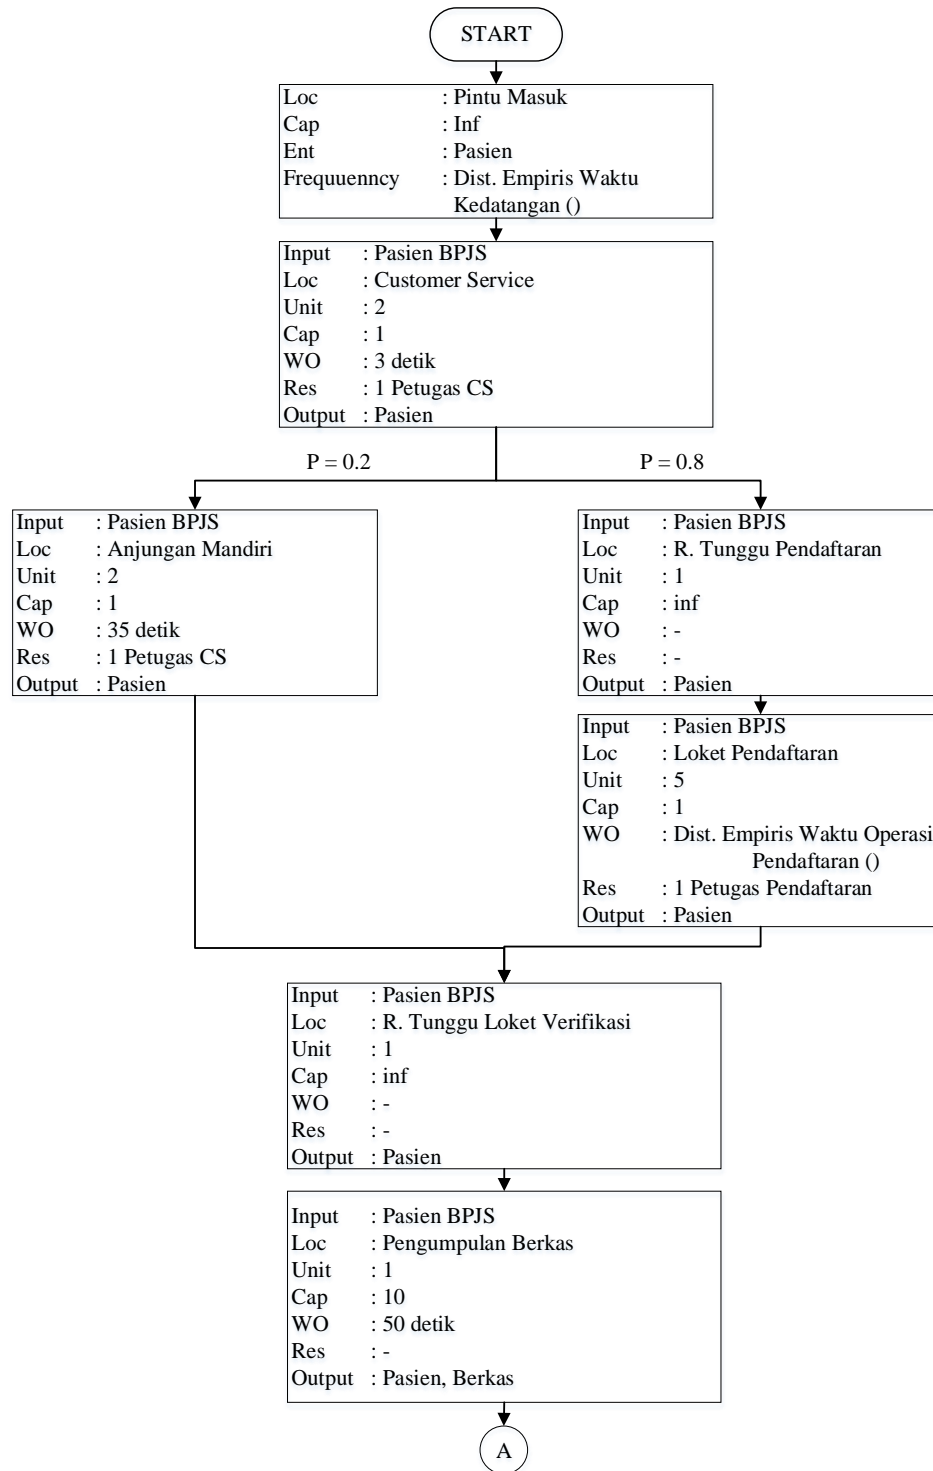 START
Loc : Pintu Masuk
Cap : Inf
Ent : Pasien
Frequuenncy : Dist. Empiris Waktu
Kedatangan ()
Input : Pasien BPJS
Loc : Customer Service
Unit : 2
Cap : 1
WO : 3 detik
Res : 1 Petugas CS
Output : Pasien
P = 0.2
P = 0.8
Input : Pasien BPJS
Loc : Anjungan Mandiri
Unit : 2
Cap : 1
WO : 35 detik
Res : 1 Petugas CS
Output : Pasien
Input : Pasien BPJS
Loc : R. Tunggu Pendaftaran
Unit : 1
Cap : inf
WO : -
Res : -
Output : Pasien
Input : Pasien BPJS
Loc : Loket Pendaftaran
Unit : 5
Cap : 1
WO : Dist. Empiris Waktu Operasi
Pendaftaran ()
Res : 1 Petugas Pendaftaran
Output : Pasien
Input : Pasien BPJS
Loc : R. Tunggu Loket Verifikasi
Unit : 1
Cap : inf
WO : -
Res : -
Output : Pasien
Input : Pasien BPJS
Loc : Pengumpulan Berkas
Unit : 1
Cap : 10
WO : 50 detik
Res : -
Output : Pasien, Berkas
A